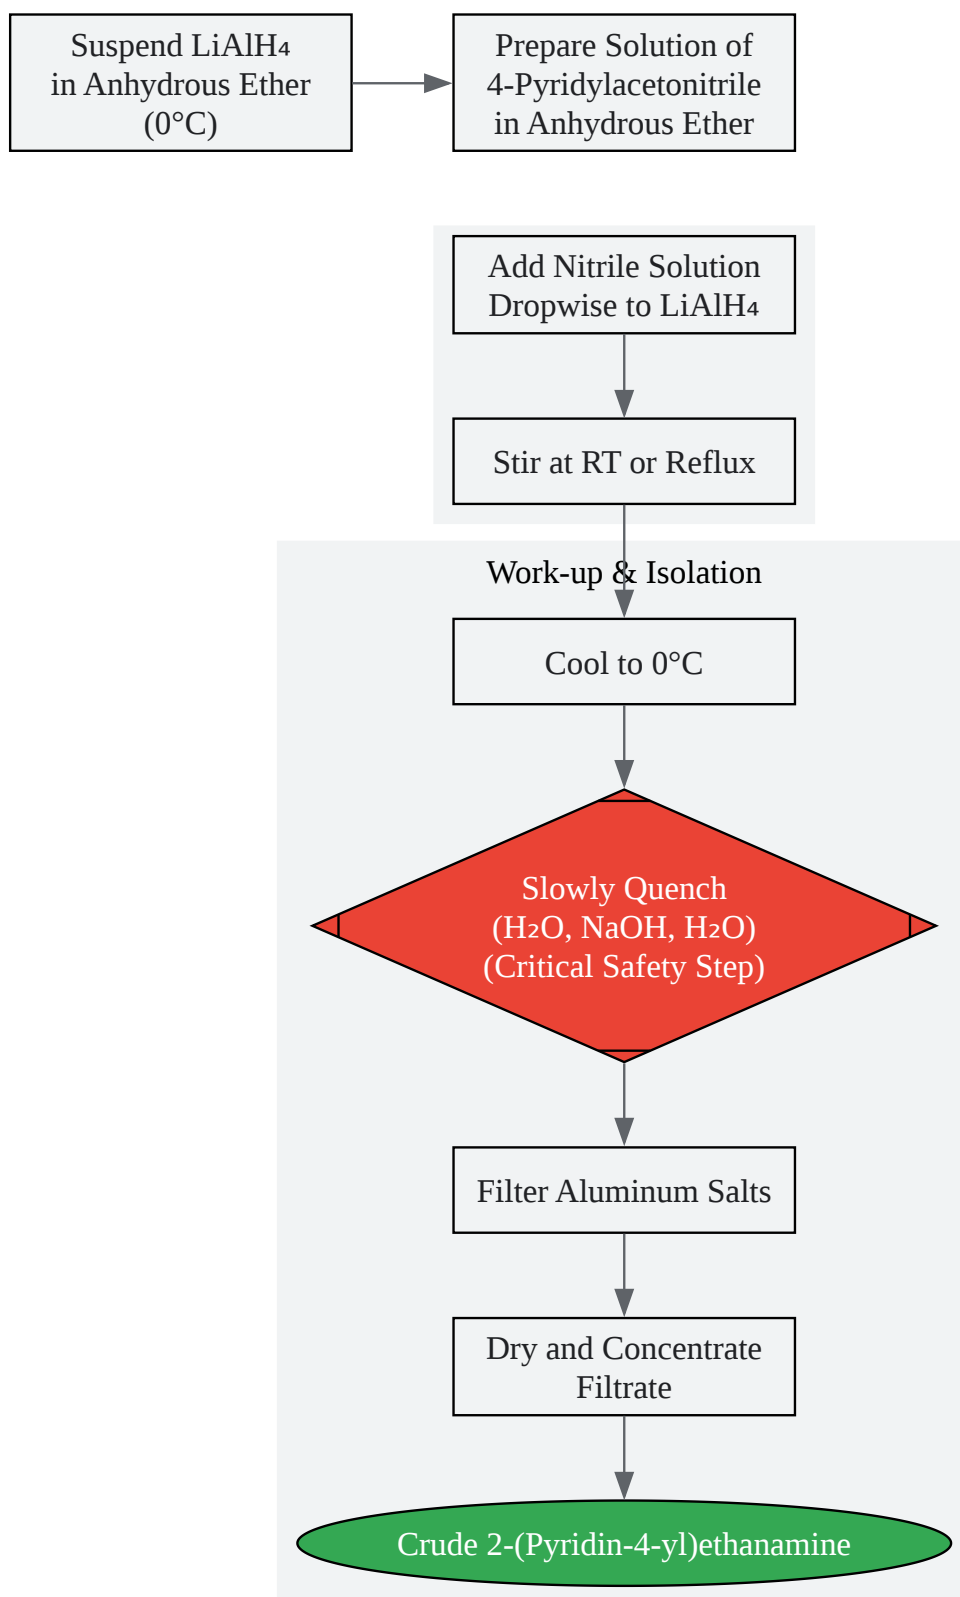 Suspend LiAlH₄
in Anhydrous Ether
(0°C)
Prepare Solution of
4-Pyridylacetonitrile
in Anhydrous Ether
Add Nitrile Solution
Dropwise to LiAlH₄
Stir at RT or Reflux
Work-up & Isolation
Cool to 0°C
Slowly Quench
(H₂O, NaOH, H₂O)
(Critical Safety Step)
Filter Aluminum Salts
Dry and Concentrate
Filtrate
Crude 2-(Pyridin-4-yl)ethanamine